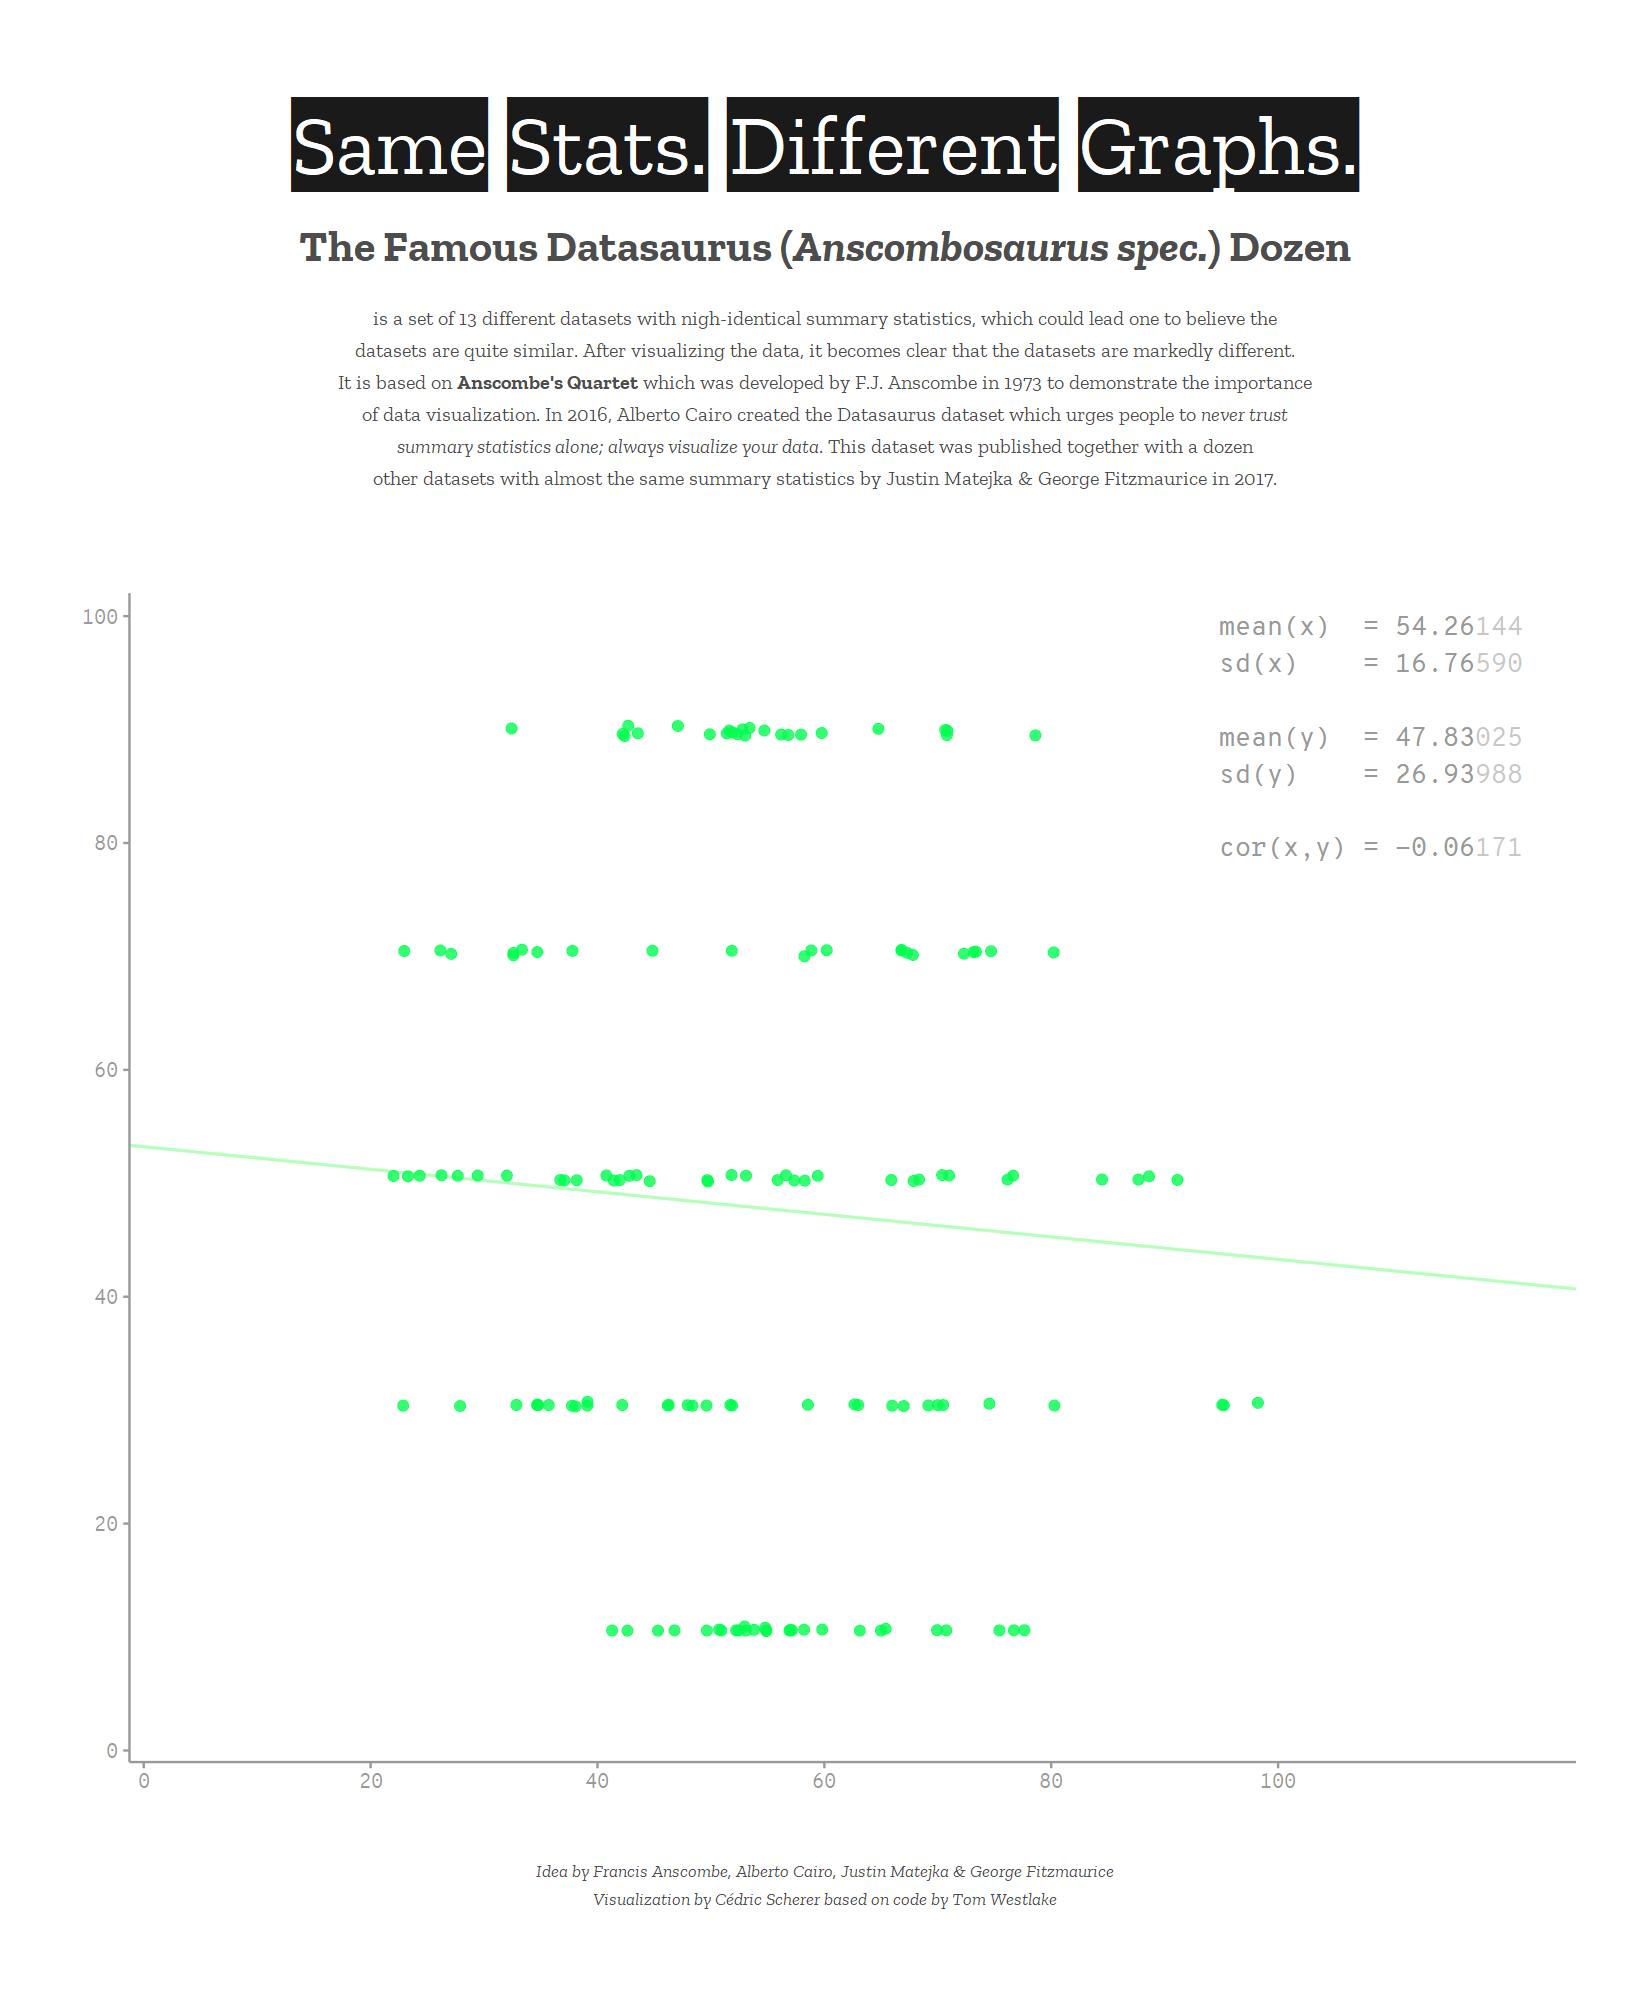 Same Stats. Different Graphs.
The Famous Datasaurus (Anscombosaurus spec.) Dozen
is a set of 13 different datasets with nigh-identical summary statistics, which could lead one to believe the
datasets are quite similar. After visualizing the data, it becomes clear that the datasets are markedly different.
It is based on Anscombe's Quartet which was developed by F.J. Anscombe in 1973 to demonstrate the importance
of data visualization. In 2016, Alberto Cairo created the Datasaurus dataset which urges people to never trust
summary statistics alone; always visualize your data. This dataset was published together with a dozen
other datasets with almost the same summary statistics by Justin Matejka & George Fitzmaurice in 2017.
mean(x) = 54.26144
sd(x) = 16.76590
mean(y) = 47.83025
sd(y) = 26.93988
cor(x,y) = -0.06171
100
80
60
40
20
0
0 20 40 60 80 100
Idea by Francis Anscombe, Alberto Cairo, Justin Matejka & George Fitzmaurice
Visualization by Cédric Scherer based on code by Tom Westlake